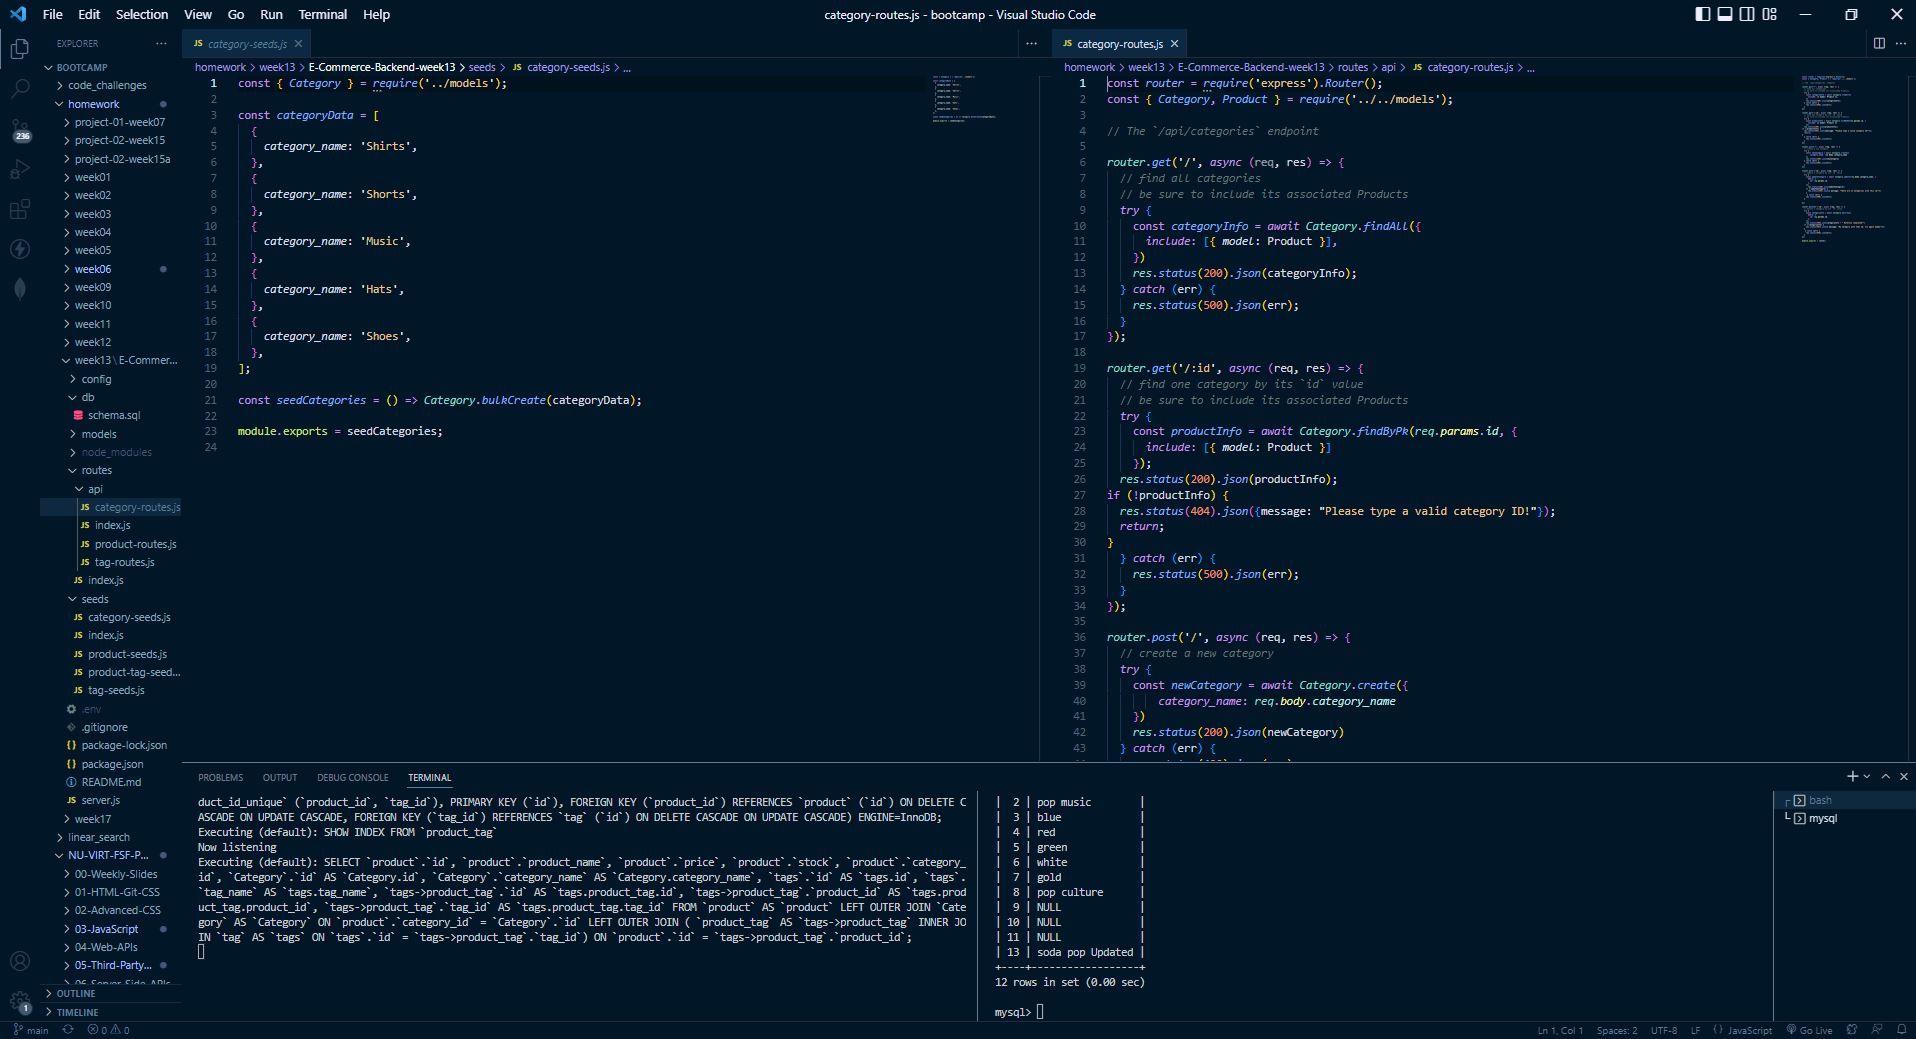 File Edit Selection View Go Run Terminal Help
category-routes.js - bootcamp - Visual Studio Code
EXPLORER
BOOTCAMP
code_challenges
homework
project-01-week07
project-02-week15
project-02-week15a
week01
week02
week03
week04
week05
week06
week09
week10
week11
week12
week13\E-Commer...
config
db
schema.sql
models
node_modules
routes
api
category-routes.js
index.js
product-routes.js
tag-routes.js
index.js
seeds
category-seeds.js
index.js
product-seeds.js
product-tag-seed...
tag-seeds.js
.env
.gitignore
package-lock.json
package.json
README.md
server.js
week17
linear_search
NU-VIRT-FSF-P...
00-Weekly-Slides
01-HTML-Git-CSS
02-Advanced-CSS
03-JavaScript
04-Web-APIs
05-Third-Party...
06-Server-Side-APIs
OUTLINE
TIMELINE
236
1
JS category-seeds.js
homework > week13 > E-Commerce-Backend-week13 > seeds > JS category-seeds.js > ...
1 const { Category } = require('../models');
2
3 const categoryData = [
4 {
5 category_name: 'Shirts',
6 },
7 {
8 category_name: 'Shorts',
9 },
10 {
11 category_name: 'Music',
12 },
13 {
14 category_name: 'Hats',
15 },
16 {
17 category_name: 'Shoes',
18 },
19 ];
20
21 const seedCategories = () => Category.bulkCreate(categoryData);
22
23 module.exports = seedCategories;
24
JS category-routes.js
homework > week13 > E-Commerce-Backend-week13 > routes > api > JS category-routes.js > ...
1 const router = require('express').Router();
2 const { Category, Product } = require('../../models');
3
4 // The `/api/categories` endpoint
5
6 router.get('/', async (req, res) => {
7 // find all categories
8 // be sure to include its associated Products
9 try {
10 const categoryInfo = await Category.findAll({
11 include: [{ model: Product }],
12 })
13 res.status(200).json(categoryInfo);
14 } catch (err) {
15 res.status(500).json(err);
16 }
17 });
18
19 router.get('/:id', async (req, res) => {
20 // find one category by its `id` value
21 // be sure to include its associated Products
22 try {
23 const productInfo = await Category.findByPk(req.params.id, {
24 include: [{ model: Product }]
25 });
26 res.status(200).json(productInfo);
27 if (!productInfo) {
28 res.status(404).json({message: "Please type a valid category ID!"});
29 return;
30 }
31 } catch (err) {
32 res.status(500).json(err);
33 }
34 });
35
36 router.post('/', async (req, res) => {
37 // create a new category
38 try {
39 const newCategory = await Category.create({
40 category_name: req.body.category_name
41 })
42 res.status(200).json(newCategory)
43 } catch (err) {
PROBLEMS OUTPUT DEBUG CONSOLE TERMINAL
duct_id_unique` (`product_id`, `tag_id`), PRIMARY KEY (`id`), FOREIGN KEY (`product_id`) REFERENCES `product` (`id`) ON DELETE C
ASCADE ON UPDATE CASCADE, FOREIGN KEY (`tag_id`) REFERENCES `tag` (`id`) ON DELETE CASCADE ON UPDATE CASCADE) ENGINE=InnoDB;
Executing (default): SHOW INDEX FROM `product_tag`
Now listening
Executing (default): SELECT `product`.`id`, `product`.`product_name`, `product`.`price`, `product`.`stock`, `product`.`category_
id`, `Category`.`id` AS `Category.id`, `Category`.`category_name` AS `Category.category_name`, `tags`.`id` AS `tags.id`, `tags`.
`tag_name` AS `tags.tag_name`, `tags->product_tag`.`id` AS `tags.product_tag.id`, `tags->product_tag`.`product_id` AS `tags.prod
uct_tag.product_id`, `tags->product_tag`.`tag_id` AS `tags.product_tag.tag_id` FROM `product` AS `product` LEFT OUTER JOIN `Cate
gory` AS `Category` ON `product`.`category_id` = `Category`.`id` LEFT OUTER JOIN ( `product_tag` AS `tags->product_tag` INNER JO
IN `tag` AS `tags` ON `tags`.`id` = `tags->product_tag`.`tag_id`) ON `product`.`id` = `tags->product_tag`.`product_id`;
| 2 | pop music |
| 3 | blue |
| 4 | red |
| 5 | green |
| 6 | white |
| 7 | gold |
| 8 | pop culture |
| 9 | NULL |
| 10 | NULL |
| 11 | NULL |
| 13 | soda pop Updated |
+----+------------------+
12 rows in set (0.00 sec)
mysql>
bash
mysql
main 0 0
Ln 1, Col 1 Spaces: 2 UTF-8 LF {} JavaScript Go Live